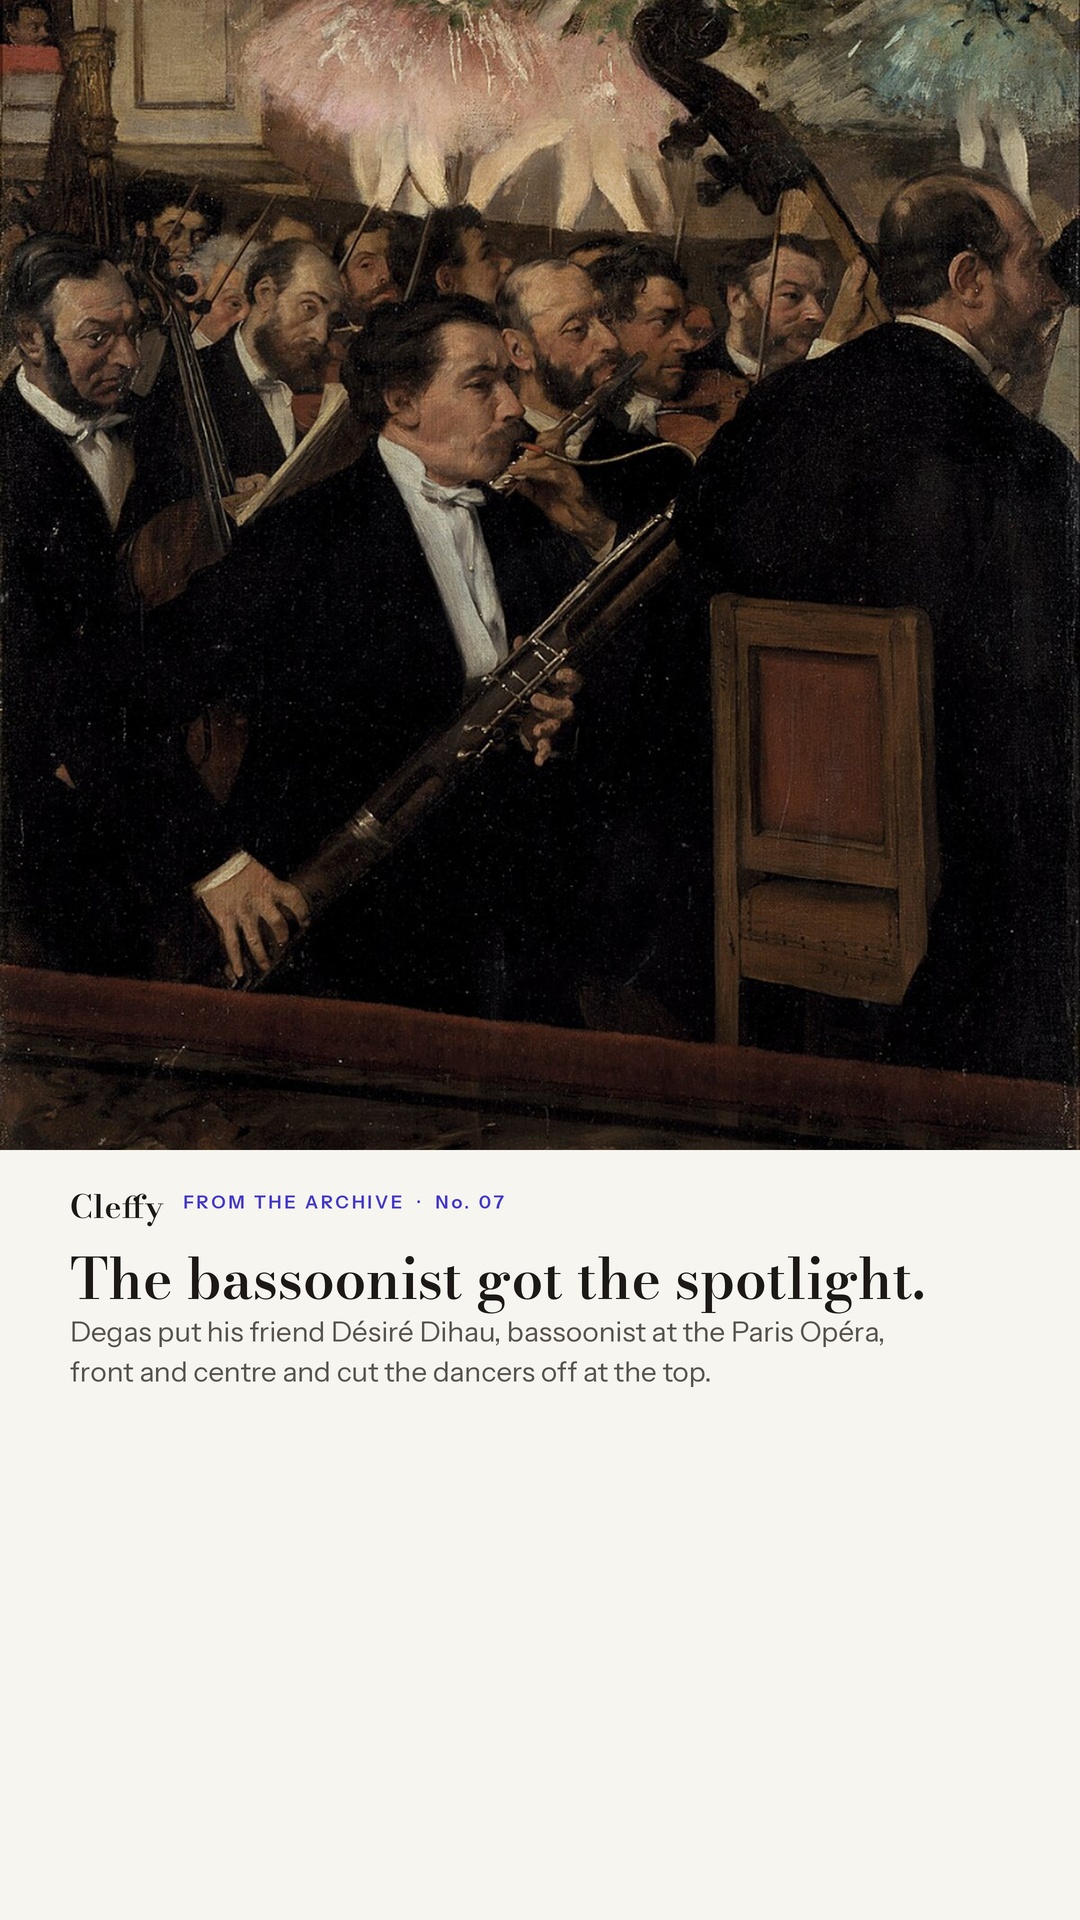 Cleffy FROM THE ARCHIVE · No. 07
The bassoonist got the spotlight.
Degas put his friend Désiré Dihau, bassoonist at the Paris Opéra,
front and centre and cut the dancers off at the top.